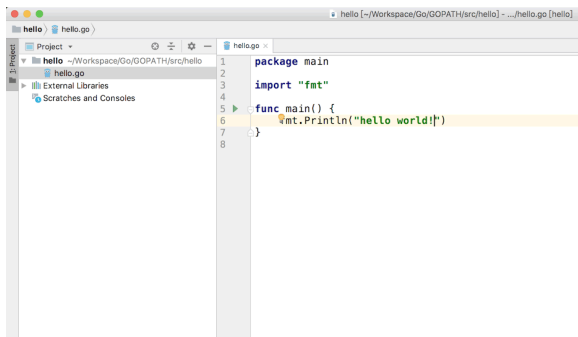 hello [~/Workspace/Go/GOPATH/src/hello] - .../hello.go [hello]
hello hello.go
1: Project
Project
hello.go
hello ~/Workspace/Go/GOPATH/src/hello
hello.go
External Libraries
Scratches and Consoles
1 package main
2
3 import "fmt"
4
5 func main() {
6 mt.Println("hello world!")
7 }
8